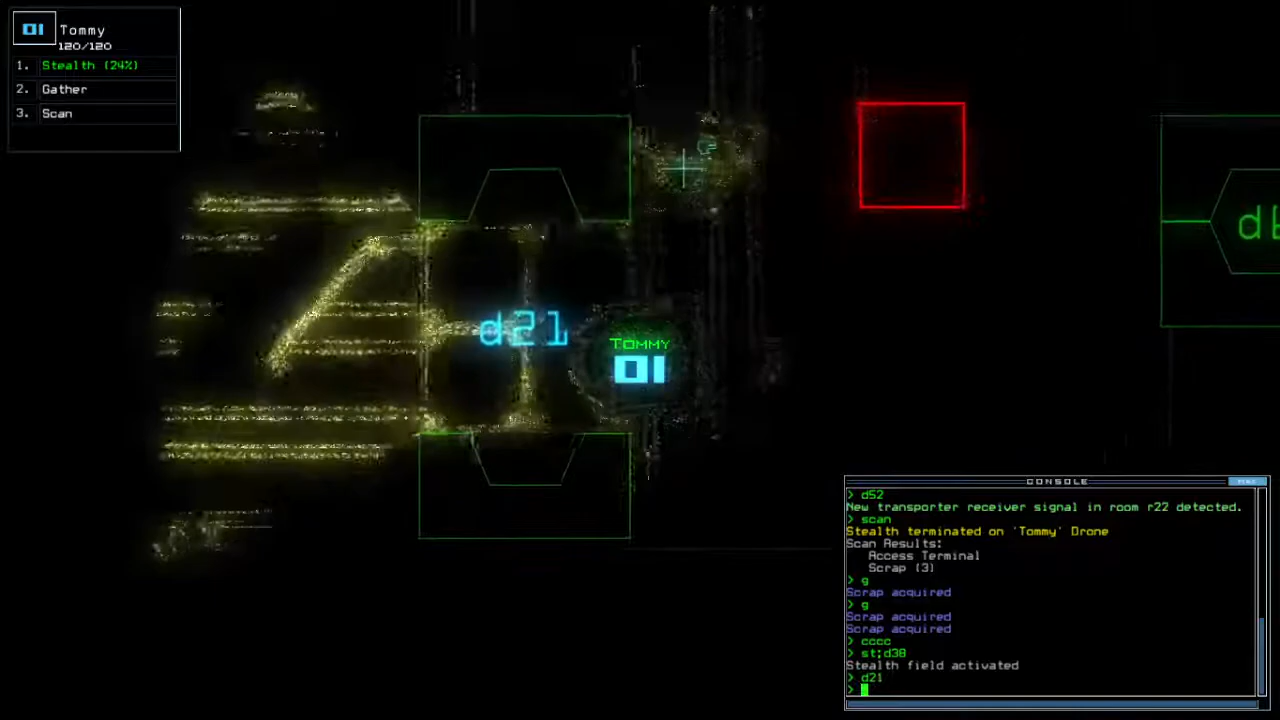 01 Tommy
120/120
1. Stealth (24%)
2. Gather
3. Scan
d21
TOMMY
01
CONSOLE
> d52
New transporter receiver signal in room r22 detected.
> scan
Stealth terminated on 'Tommy' Drone
Scan Results:
Access Terminal
Scrap (3)
> g
Scrap acquired
> g
Scrap acquired
Scrap acquired
> cccc
> st;d38
Stealth field activated
> d21
>